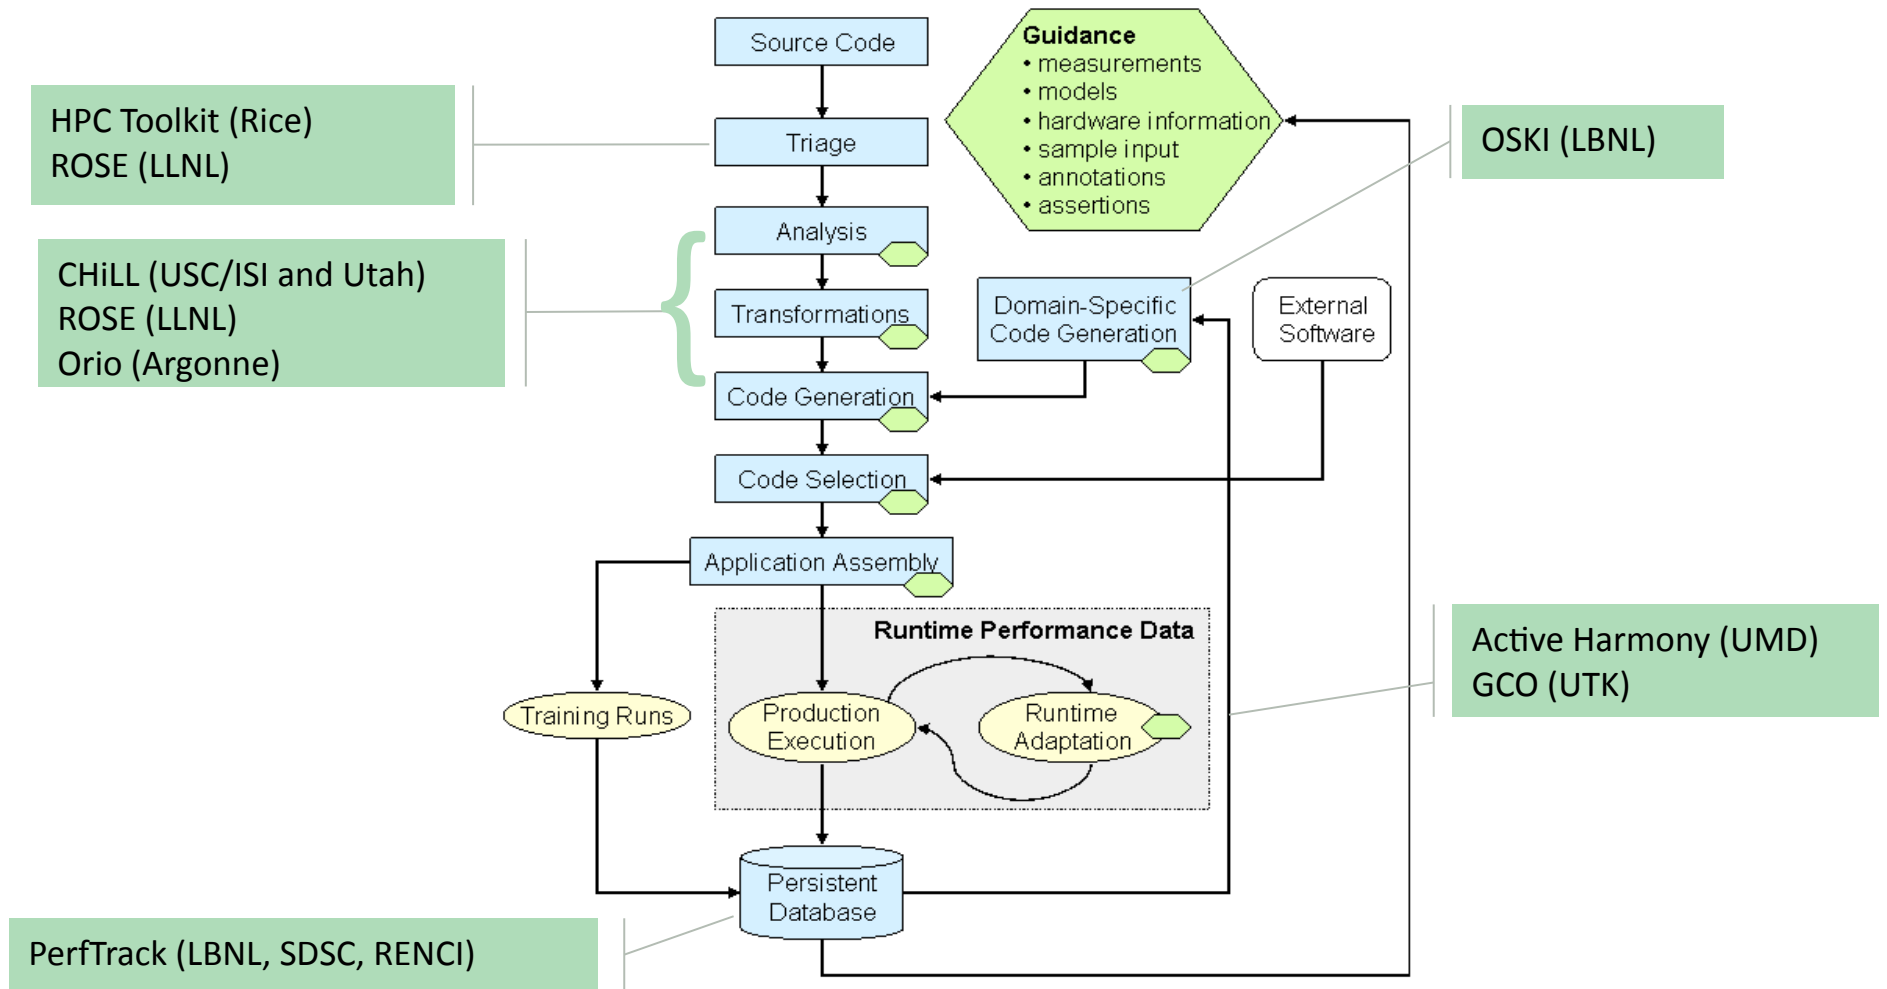 Source Code
Guidance
• measurements
• models
• hardware information
• sample input
• annotations
• assertions
HPC Toolkit (Rice)
ROSE (LLNL)
Triage
OSKI (LBNL)
Analysis
CHiLL (USC/ISI and Utah)
ROSE (LLNL)
Orio (Argonne)
Transformations
Domain-Specific
Code Generation
External
Software
Code Generation
Code Selection
Application Assembly
Runtime Performance Data
Active Harmony (UMD)
GCO (UTK)
Training Runs
Production
Execution
Runtime
Adaptation
Persistent
Database
PerfTrack (LBNL, SDSC, RENCI)